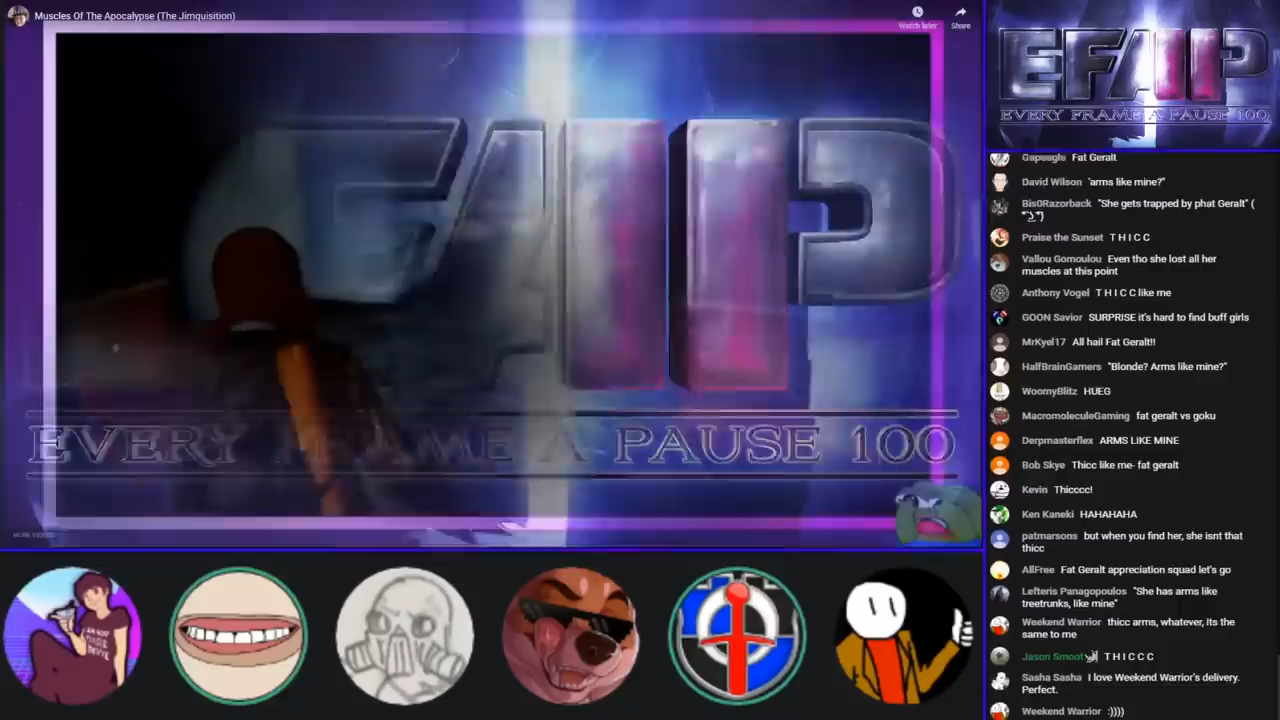 Muscles Of The Apocalypse (The Jimquisition)
Watch later
Share
EFAP
EVERY FRAME A PAUSE 100
MORE VIDEOS
I AM NOT
DADIE
DEVTE
EFAP
EVERY FRAME A PAUSE 100
Fat Geralt
David Wilson 'arms like mine?"
Bis0Razorback "She gets trapped by phat Geralt" (
Praise the Sunset T H I C C
Vallou Gomoulou Even tho she lost all her
muscles at this point
Anthony Vogel T H I C C like me
GOON Savior SURPRISE it's hard to find buff girls
MrKyel17 All hail Fat Geralt!!
HalfBrainGamers "Blonde? Arms like mine?"
WoomyBlitz HUEG
MacromoleculeGaming fat geralt vs goku
Derpmasterflex ARMS LIKE MINE
Bob Skye Thicc like me- fat geralt
Kevin Thicccc!
Ken Kaneki HAHAHAHA
patmarsons but when you find her, she isnt that
thicc
AllFree Fat Geralt appreciation squad let's go
Lefteris Panagopoulos "She has arms like
treetrunks, like mine"
Weekend Warrior thicc arms, whatever, its the
same to me
Jason Smoot T H I C C C
Sasha Sasha I love Weekend Warrior's delivery.
Perfect.
Weekend Warrior :))))